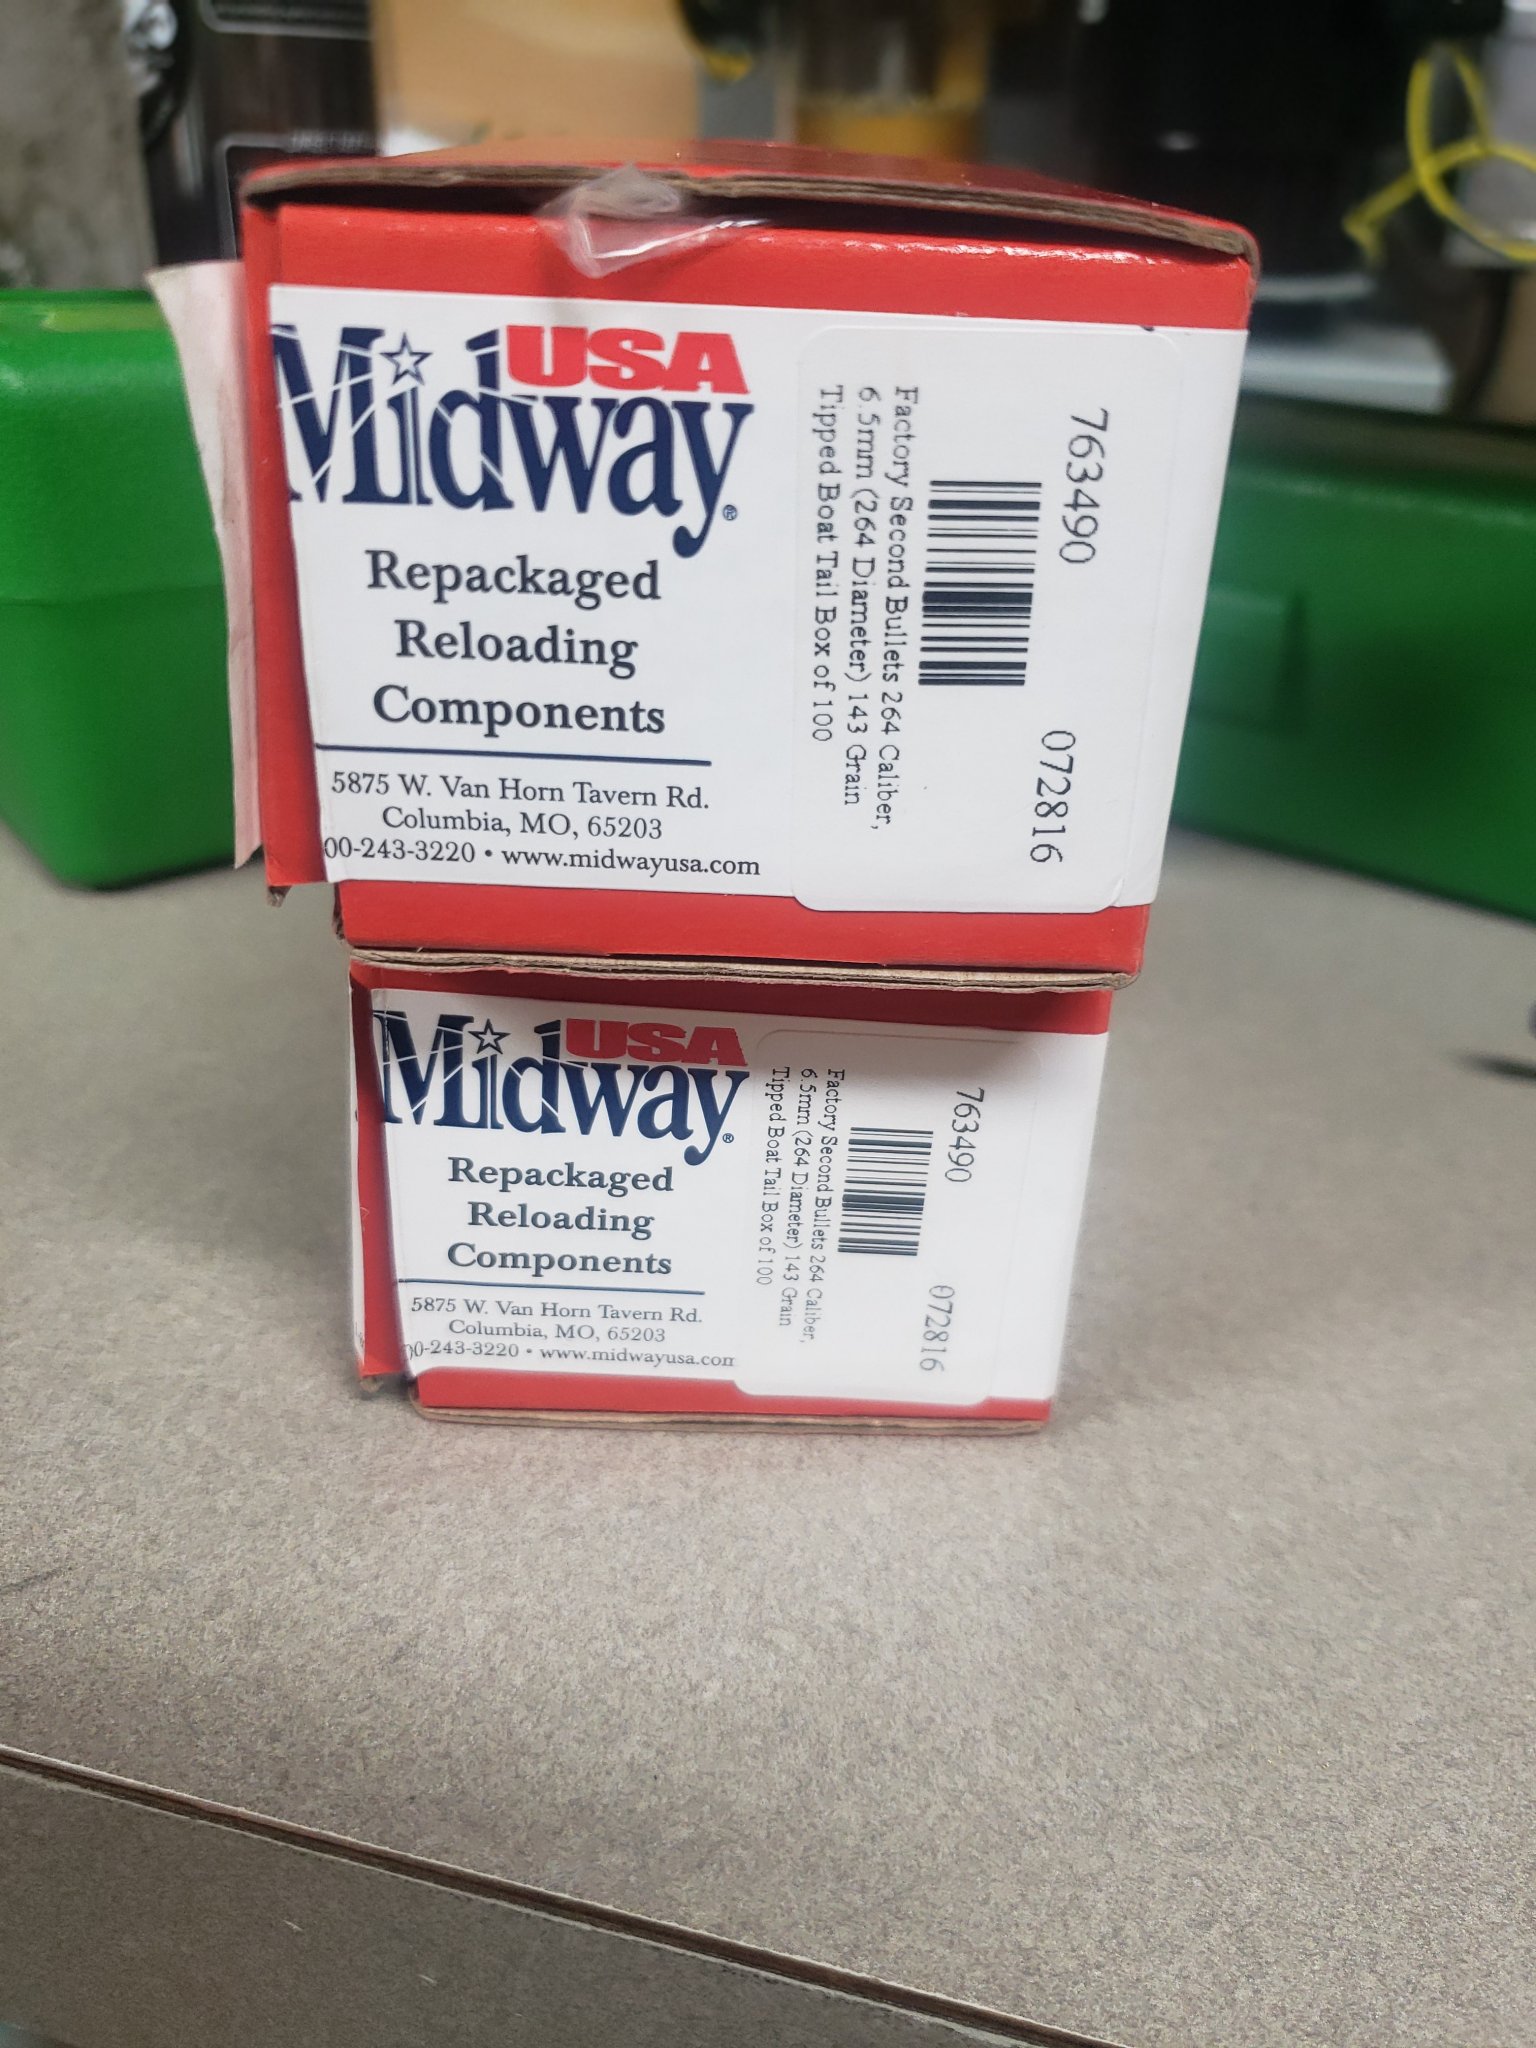 USA
Midway®
Repackaged
Reloading
Components
5875 W. Van Horn Tavern Rd.
Columbia, MO, 65203
00-243-3220 • www.midwayusa.com
763490
072816
Factory Second Bullets 264 Caliber,
6.5mm (264 Diameter) 143 Grain
Tipped Boat Tail Box of 100
USA
Midway®
Repackaged
Reloading
Components
5875 W. Van Horn Tavern Rd.
Columbia, MO, 65203
00-243-3220 • www.midwayusa.com
763490
072816
Factory Second Bullets 264 Caliber,
6.5mm (264 Diameter) 143 Grain
Tipped Boat Tail Box of 100